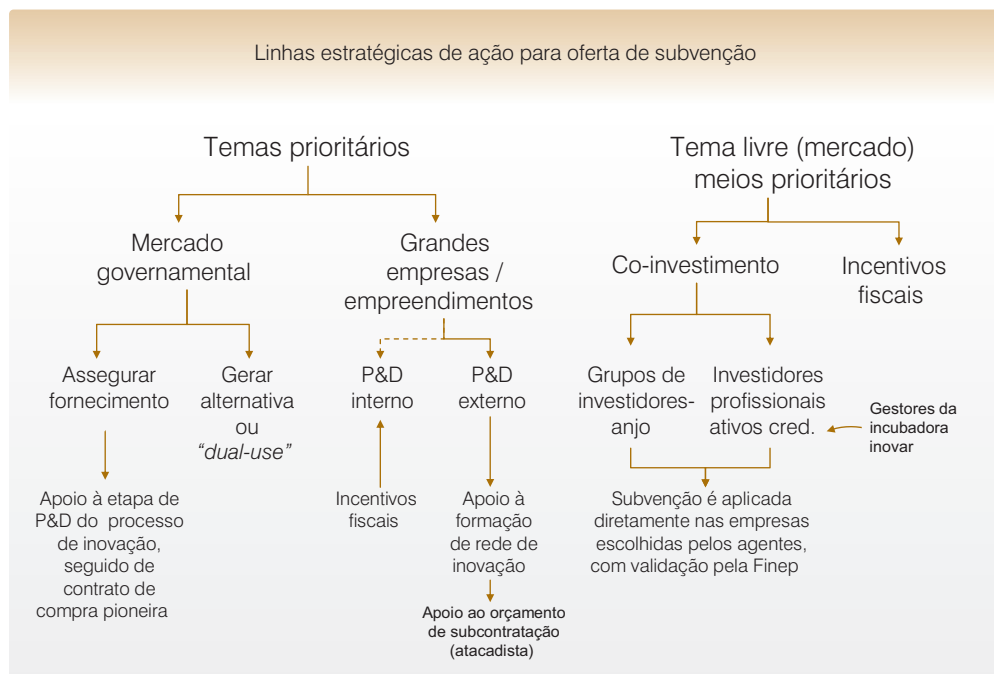 Linhas estratégicas de ação para oferta de subvenção
Temas prioritários
Mercado
governamental
Assegurar
fornecimento
Apoio à etapa de
P&D do processo
de inovação,
seguido de
contrato de
compra pioneira
Gerar
alternativa
ou
“dual-use”
Grandes
empresas /
empreendimentos
P&D
interno
Incentivos
fiscais
P&D
externo
Apoio à
formação
de rede de
inovação
Apoio ao orçamento
de subcontratação
(atacadista)
Tema livre (mercado)
meios prioritários
Co-investimento
Grupos de
investidores-
anjo
Investidores
profissionais
ativos cred.
Gestores da
incubadora
inovar
Subvenção é aplicada
diretamente nas empresas
escolhidas pelos agentes,
com validação pela Finep
Incentivos
fiscais